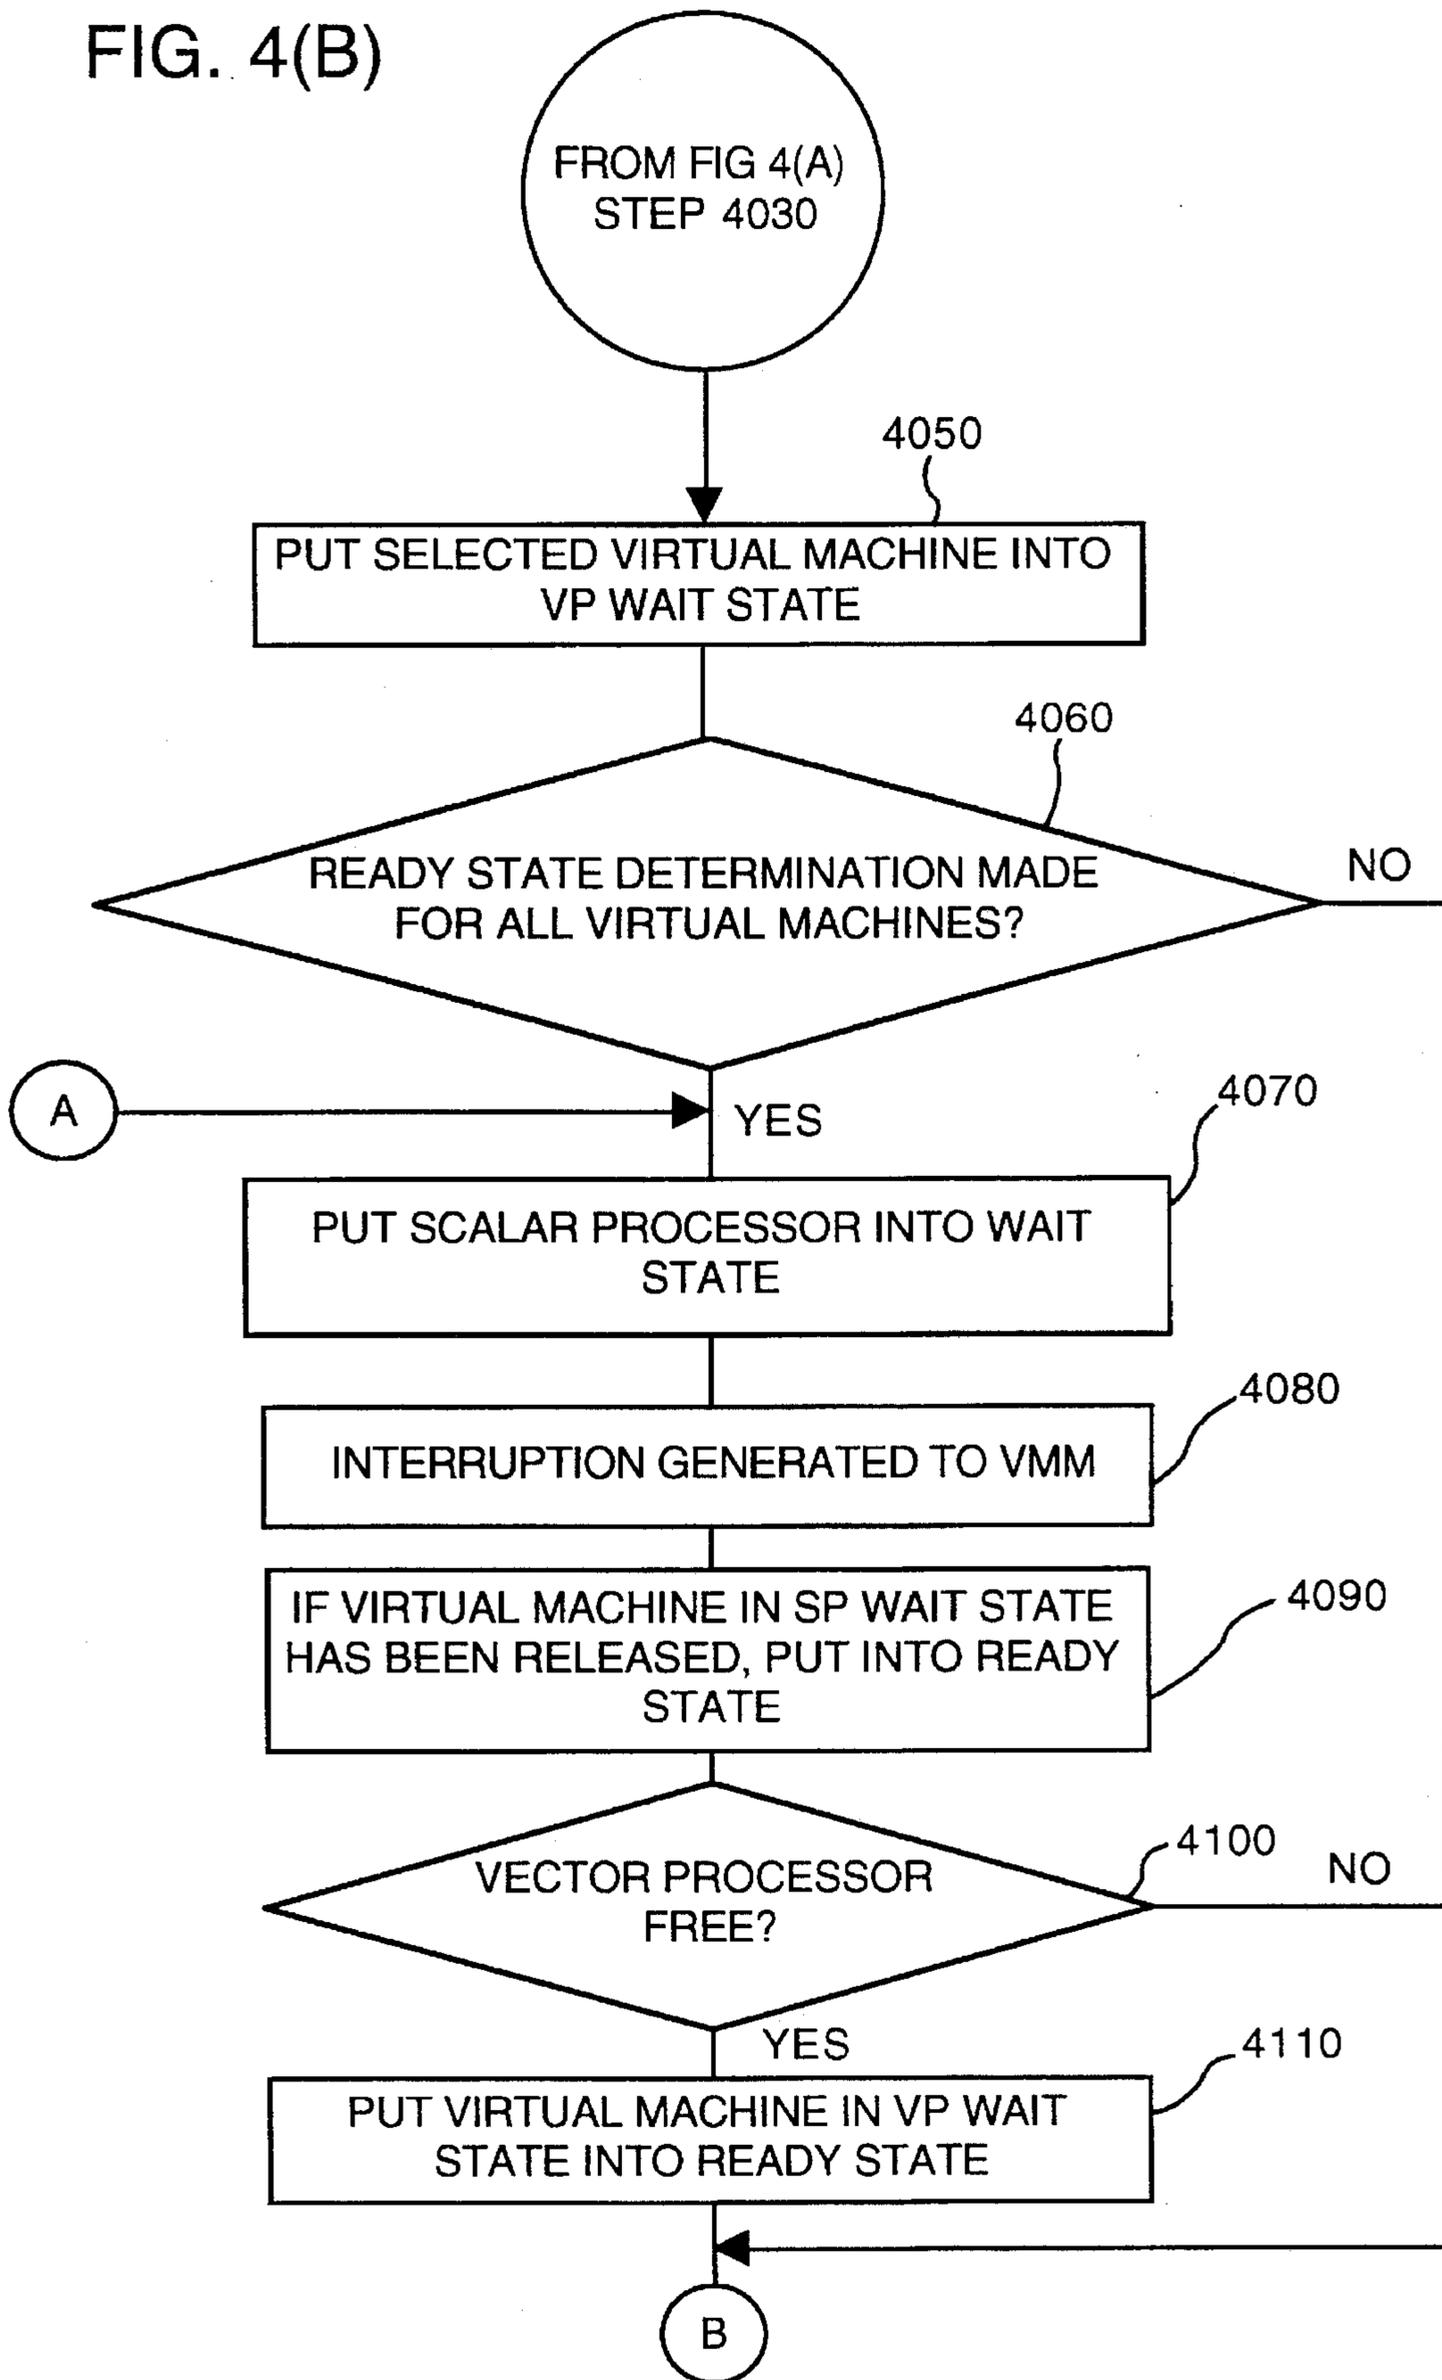 FIG. 4(B)
FROM FIG 4(A)
STEP 4030
4050
PUT SELECTED VIRTUAL MACHINE INTO
VP WAIT STATE
4060
READY STATE DETERMINATION MADE
FOR ALL VIRTUAL MACHINES?
NO
A
YES
4070
PUT SCALAR PROCESSOR INTO WAIT
STATE
4080
INTERRUPTION GENERATED TO VMM
4090
IF VIRTUAL MACHINE IN SP WAIT STATE
HAS BEEN RELEASED, PUT INTO READY
STATE
4100
VECTOR PROCESSOR
FREE?
NO
YES
4110
PUT VIRTUAL MACHINE IN VP WAIT
STATE INTO READY STATE
B